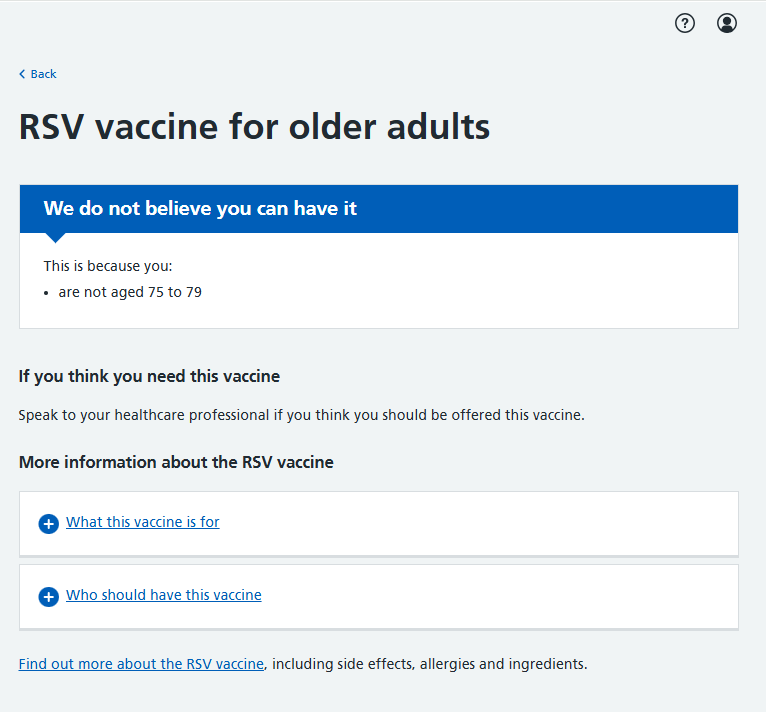 Back
RSV vaccine for older adults
We do not believe you can have it
This is because you:
• are not aged 75 to 79
If you think you need this vaccine
Speak to your healthcare professional if you think you should be offered this vaccine.
More information about the RSV vaccine
What this vaccine is for
Who should have this vaccine
Find out more about the RSV vaccine, including side effects, allergies and ingredients.